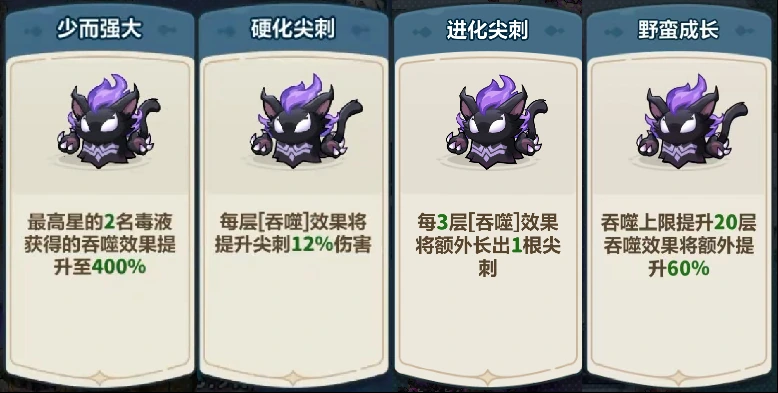 少而强大
最高星的2名毒液
获得的吞噬效果提
升至400%
硬化尖刺
每层[吞噬]效果将
提升尖刺12%伤害
进化尖刺
每3层[吞噬]效果
将额外长出1根尖
刺
野蛮成长
吞噬上限提升20层
吞噬效果将额外提
升60%